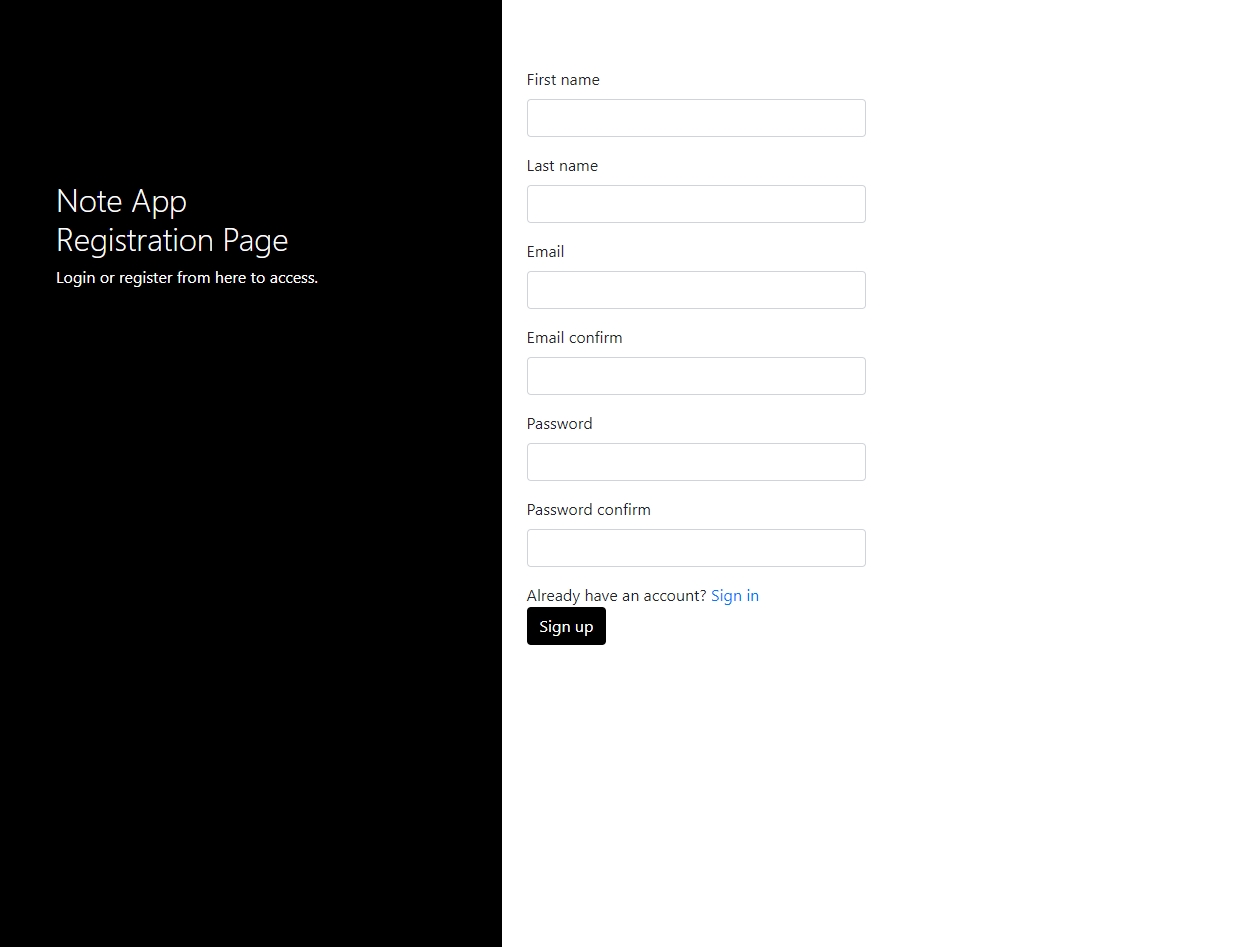 Note App
Registration Page
Login or register from here to access.
First name
Last name
Email
Email confirm
Password
Password confirm
Already have an account? Sign in
Sign up